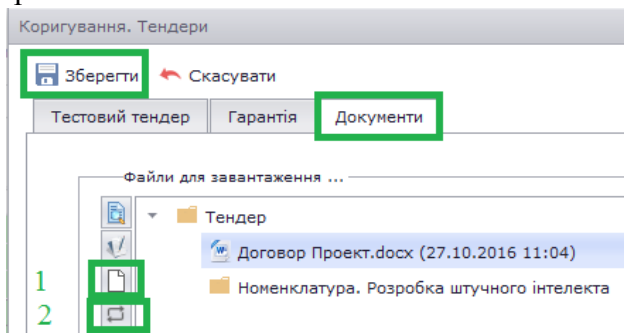 Коригування. Тендери
Зберегти Скасувати
Тестовий тендер Гарантія Документи
Файли для завантаження ...
Тендер
Договор Проект.docx (27.10.2016 11:04)
1
Номенклатура. Розробка штучного інтелекта
2